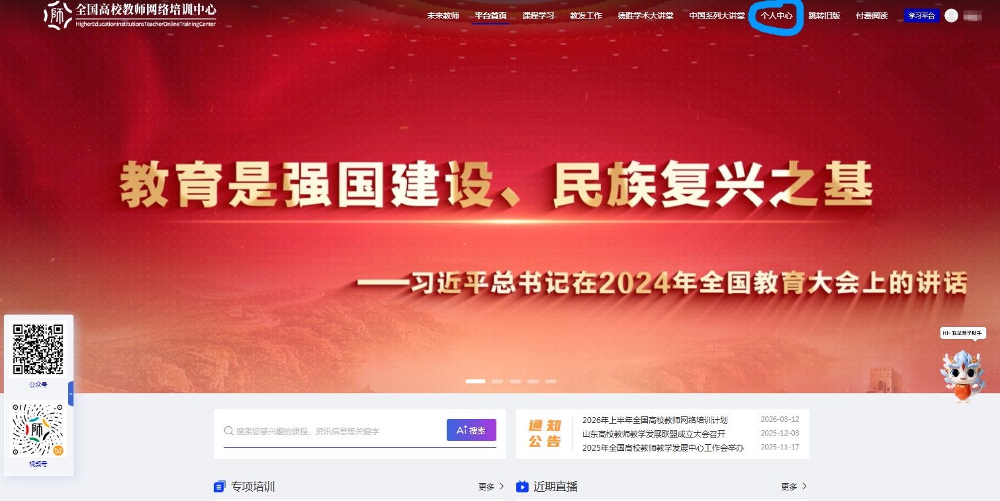 全国高校教师网络培训中心
HigherEducationInstitutionsTeacherOnlineTrainingCenter
未来教师 平台首页 课程学习 教发工作 德胜学术大讲堂 中国系列大讲堂 个人中心 跳转旧版 付费阅读 学习平台
教育是强国建设、民族复兴之基
——习近平总书记在2024年全国教育大会上的讲话
公众号
師
视频号
HI~ 我是慧学助手
搜索您感兴趣的课程、资讯信息等关键字
Ai 搜索
通知
公告
2026年上半年全国高校教师网络培训计划 2026-03-12
山东高校教师教学发展联盟成立大会召开 2025-12-03
2025年全国高校教师教学发展中心工作会举办 2025-11-17
专项培训 更多
近期直播 更多